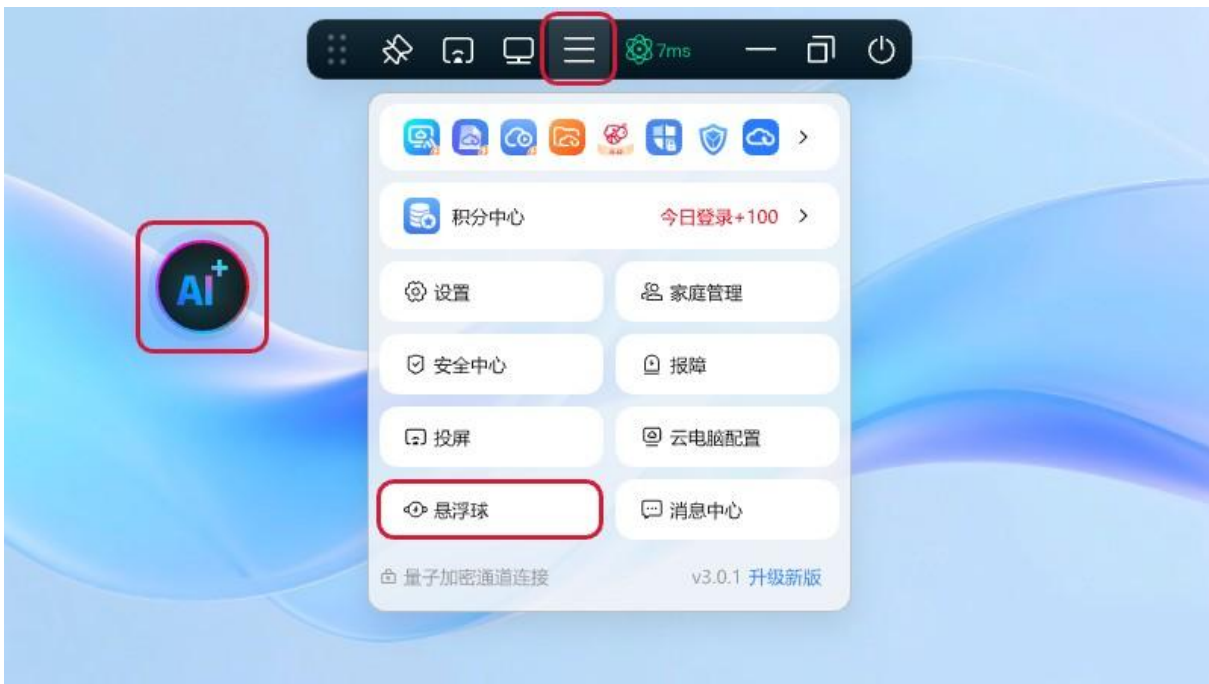 7ms
积分中心 今日登录+100
AI+
设置 家庭管理
安全中心 报障
投屏 云电脑配置
悬浮球 消息中心
量子加密通道连接 v3.0.1 升级新版